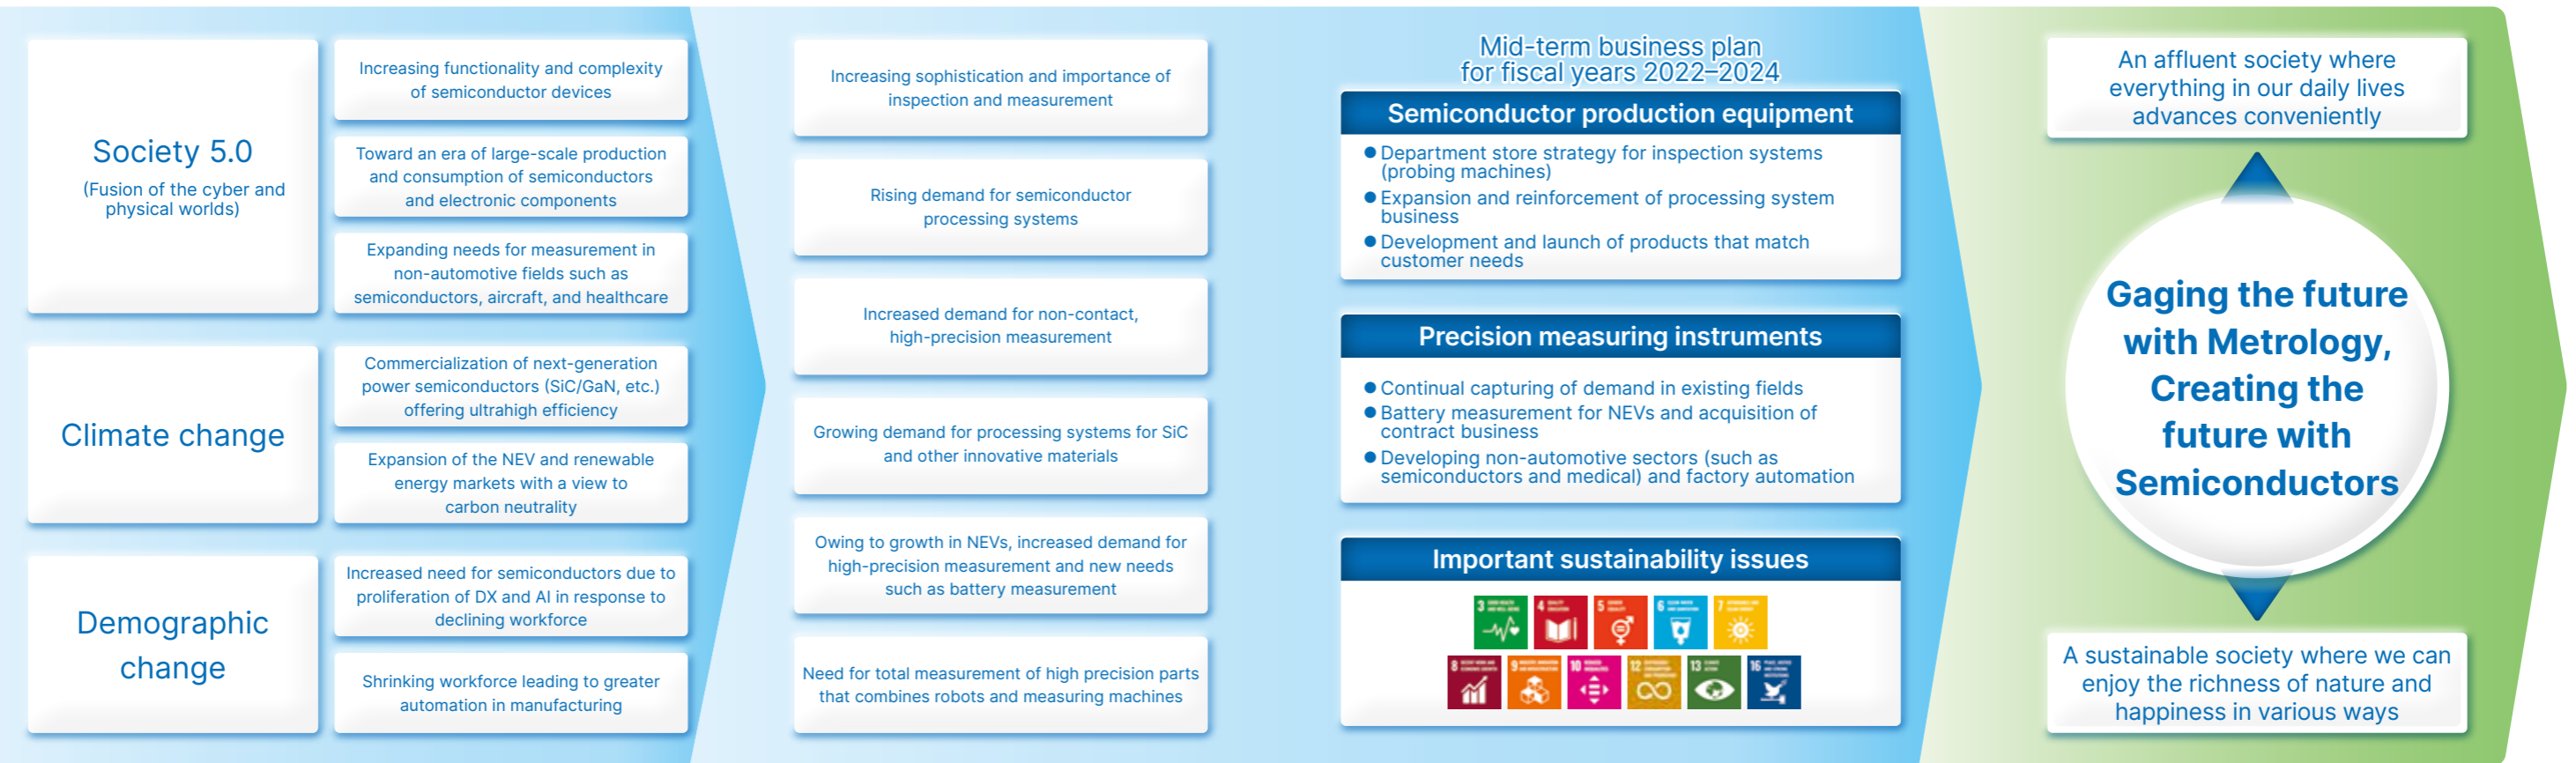 Society 5.0
(Fusion of the cyber and
physical worlds)
Increasing functionality and complexity
of semiconductor devices
Toward an era of large-scale production
and consumption of semiconductors
and electronic components
Expanding needs for measurement in
non-automotive fields such as
semiconductors, aircraft, and healthcare
Climate change
Commercialization of next-generation
power semiconductors (SiC/GaN, etc.)
offering ultrahigh efficiency
Expansion of the NEV and renewable
energy markets with a view to
carbon neutrality
Demographic
change
Increased need for semiconductors due to
proliferation of DX and AI in response to
declining workforce
Shrinking workforce leading to greater
automation in manufacturing
Increasing sophistication and importance of
inspection and measurement
Rising demand for semiconductor
processing systems
Increased demand for non-contact,
high-precision measurement
Growing demand for processing systems for SiC
and other innovative materials
Owing to growth in NEVs, increased demand for
high-precision measurement and new needs
such as battery measurement
Need for total measurement of high precision parts
that combines robots and measuring machines
Mid-term business plan
for fiscal years 2022–2024
Semiconductor production equipment
● Department store strategy for inspection systems
(probing machines)
● Expansion and reinforcement of processing system
business
● Development and launch of products that match
customer needs
Precision measuring instruments
● Continual capturing of demand in existing fields
● Battery measurement for NEVs and acquisition of
contract business
● Developing non-automotive sectors (such as
semiconductors and medical) and factory automation
Important sustainability issues
3
4
5
6
7
8
9
10
12
13
16
An affluent society where
everything in our daily lives
advances conveniently
Gaging the future
with Metrology,
Creating the
future with
Semiconductors
A sustainable society where we can
enjoy the richness of nature and
happiness in various ways